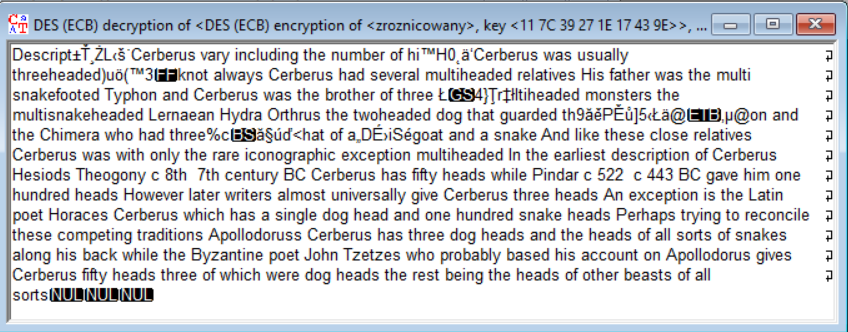 DES (ECB) decryption of <DES (ECB) encryption of <zroznicowany>, key <11 7C 39 27 1E 17 43 9E>>, ...
Descript±Ť¸ŻL‹š˙Cerberus vary including the number of hi™H0˛ä'Cerberus was usually
threeheaded)uö(™3FFknot always Cerberus had several multiheaded relatives His father was the multi
snakefooted Typhon and Cerberus was the brother of three ŁGS4}Ţr‡łltiheaded monsters the
multisnakeheaded Lernaean Hydra Orthrus the twoheaded dog that guarded th9ăěPĚů]5‹Łä@ETB‚µ@on and
the Chimera who had three%cBSă§úď<hat of a„DÉ›iSégoat and a snake And like these close relatives
Cerberus was with only the rare iconographic exception multiheaded In the earliest description of Cerberus
Hesiods Theogony c 8th  7th century BC Cerberus has fifty heads while Pindar c 522  c 443 BC gave him one
hundred heads However later writers almost universally give Cerberus three heads An exception is the Latin
poet Horaces Cerberus which has a single dog head and one hundred snake heads Perhaps trying to reconcile
these competing traditions Apollodoruss Cerberus has three dog heads and the heads of all sorts of snakes
along his back while the Byzantine poet John Tzetzes who probably based his account on Apollodorus gives
Cerberus fifty heads three of which were dog heads the rest being the heads of other beasts of all
sortsNULNULNUL